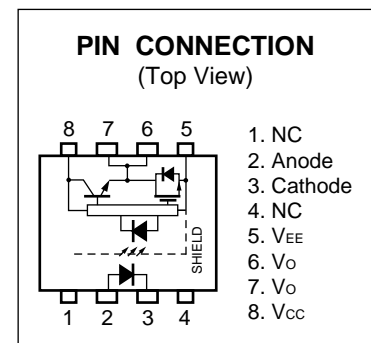 PIN CONNECTION
(Top View)
8 7 6 5
SHIELD
1 2 3 4
1. NC
2. Anode
3. Cathode
4. NC
5. VEE
6. VO
7. VO
8. VCC